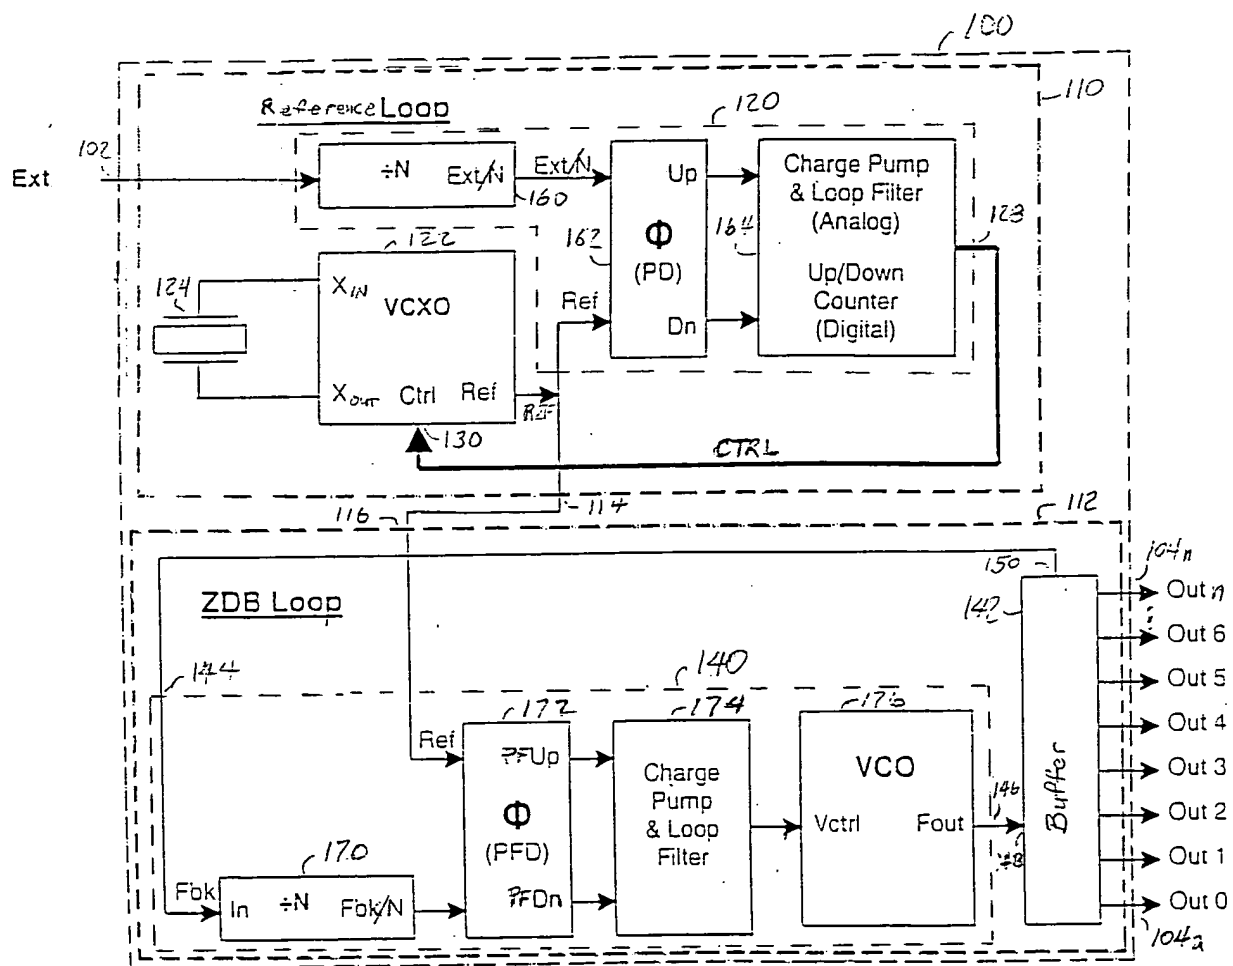 100
110
Reference Loop
120
102
Ext
÷N
Ext/N
160
Ext/N
Up
Φ
(PD)
Dn
162
164
Charge Pump
& Loop Filter
(Analog)
Up/Down
Counter
(Digital)
128
122
124
XIN
VCXO
XOUT
Ctrl
Ref
130
REF
Ref
CTRL
114
116
112
150
104n
ZDB Loop
142
Out n
Out 6
Out 5
Out 4
Out 3
Out 2
Out 1
Out 0
104a
144
140
172
174
176
Ref
PFUp
Φ
(PFD)
PFDn
Charge
Pump
& Loop
Filter
VCO
Vctrl
Fout
146
Buffer
170
Fbk
In
÷N
Fbk/N